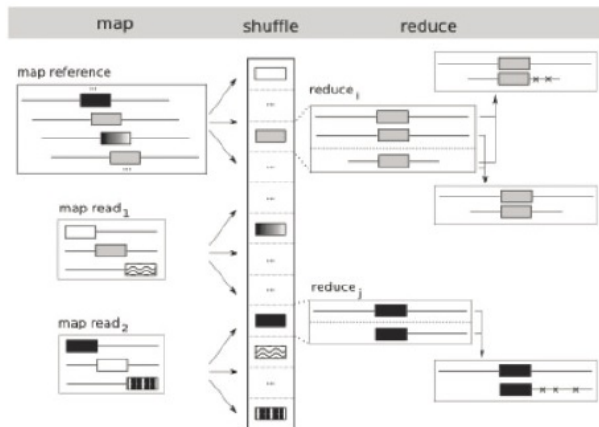 map shuffle reduce
map reference
...
...
reduce i
...
...
map read 1
...
...
...
reduce j
map read 2
...